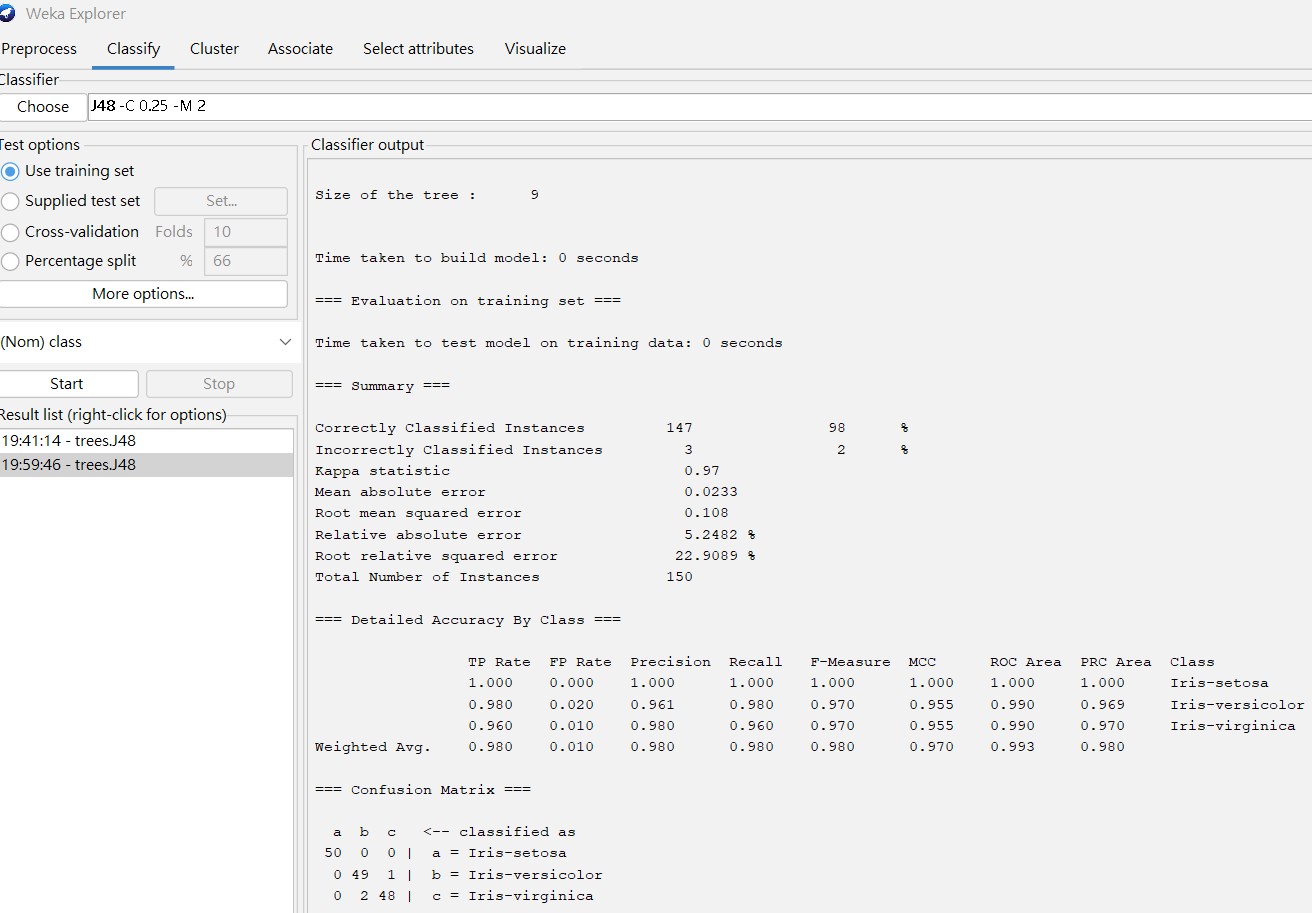 Weka Explorer
Preprocess Classify Cluster Associate Select attributes Visualize
Classifier
Choose J48 -C 0.25 -M 2
Test options
Use training set
Supplied test set Set...
Cross-validation Folds 10
Percentage split % 66
More options...
(Nom) class
Start Stop
Result list (right-click for options)
19:41:14 - trees.J48
19:59:46 - trees.J48
Classifier output
Size of the tree : 9
Time taken to build model: 0 seconds
=== Evaluation on training set ===
Time taken to test model on training data: 0 seconds
=== Summary ===
Correctly Classified Instances 147 98 %
Incorrectly Classified Instances 3 2 %
Kappa statistic 0.97
Mean absolute error 0.0233
Root mean squared error 0.108
Relative absolute error 5.2482 %
Root relative squared error 22.9089 %
Total Number of Instances 150
=== Detailed Accuracy By Class ===
TP Rate FP Rate Precision Recall F-Measure MCC ROC Area PRC Area Class
1.000 0.000 1.000 1.000 1.000 1.000 1.000 1.000 Iris-setosa
0.980 0.020 0.961 0.980 0.970 0.955 0.990 0.969 Iris-versicolor
0.960 0.010 0.980 0.960 0.970 0.955 0.990 0.970 Iris-virginica
Weighted Avg. 0.980 0.010 0.980 0.980 0.980 0.970 0.993 0.980
=== Confusion Matrix ===
a b c <-- classified as
50 0 0 | a = Iris-setosa
0 49 1 | b = Iris-versicolor
0 2 48 | c = Iris-virginica